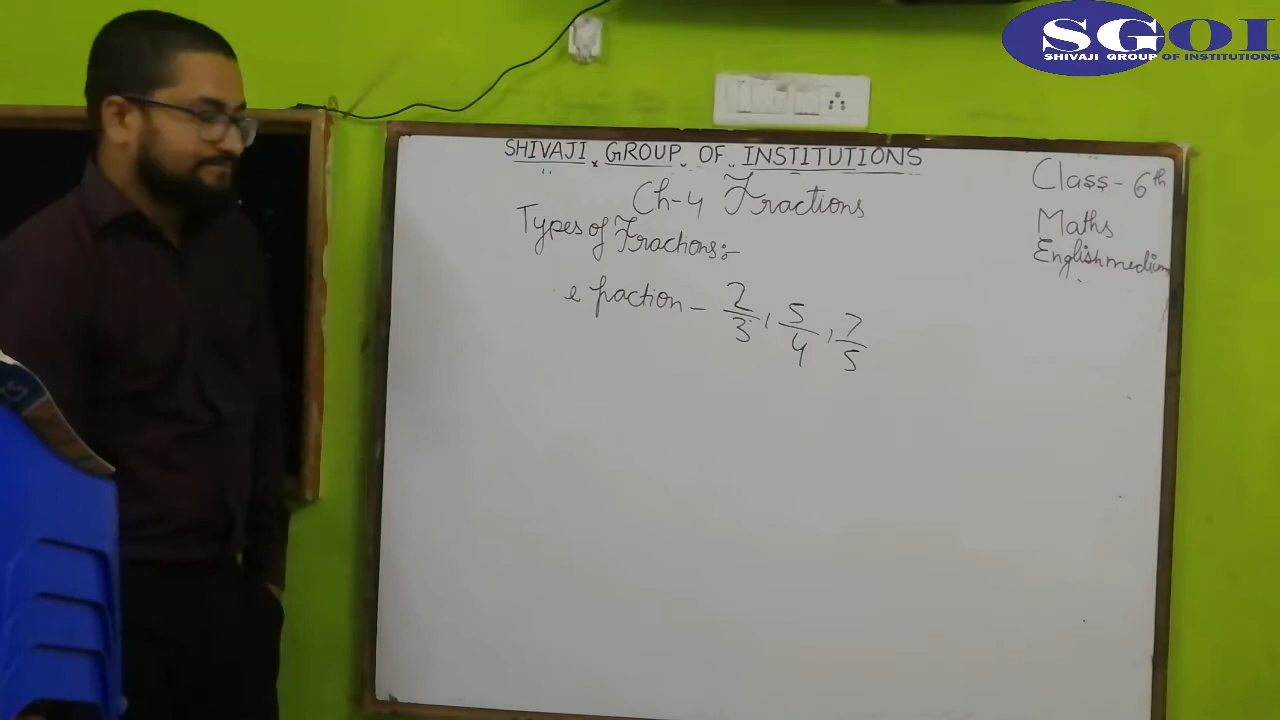 SGOI
SHIVAJI GROUP OF INSTITUTIONS
SHIVAJI GROUP OF INSTITUTIONS
Ch-4 Fractions
Class - 6th
Maths
English medium
Types of Fractions:-
e fraction - 2/3, 5/4, 7/5